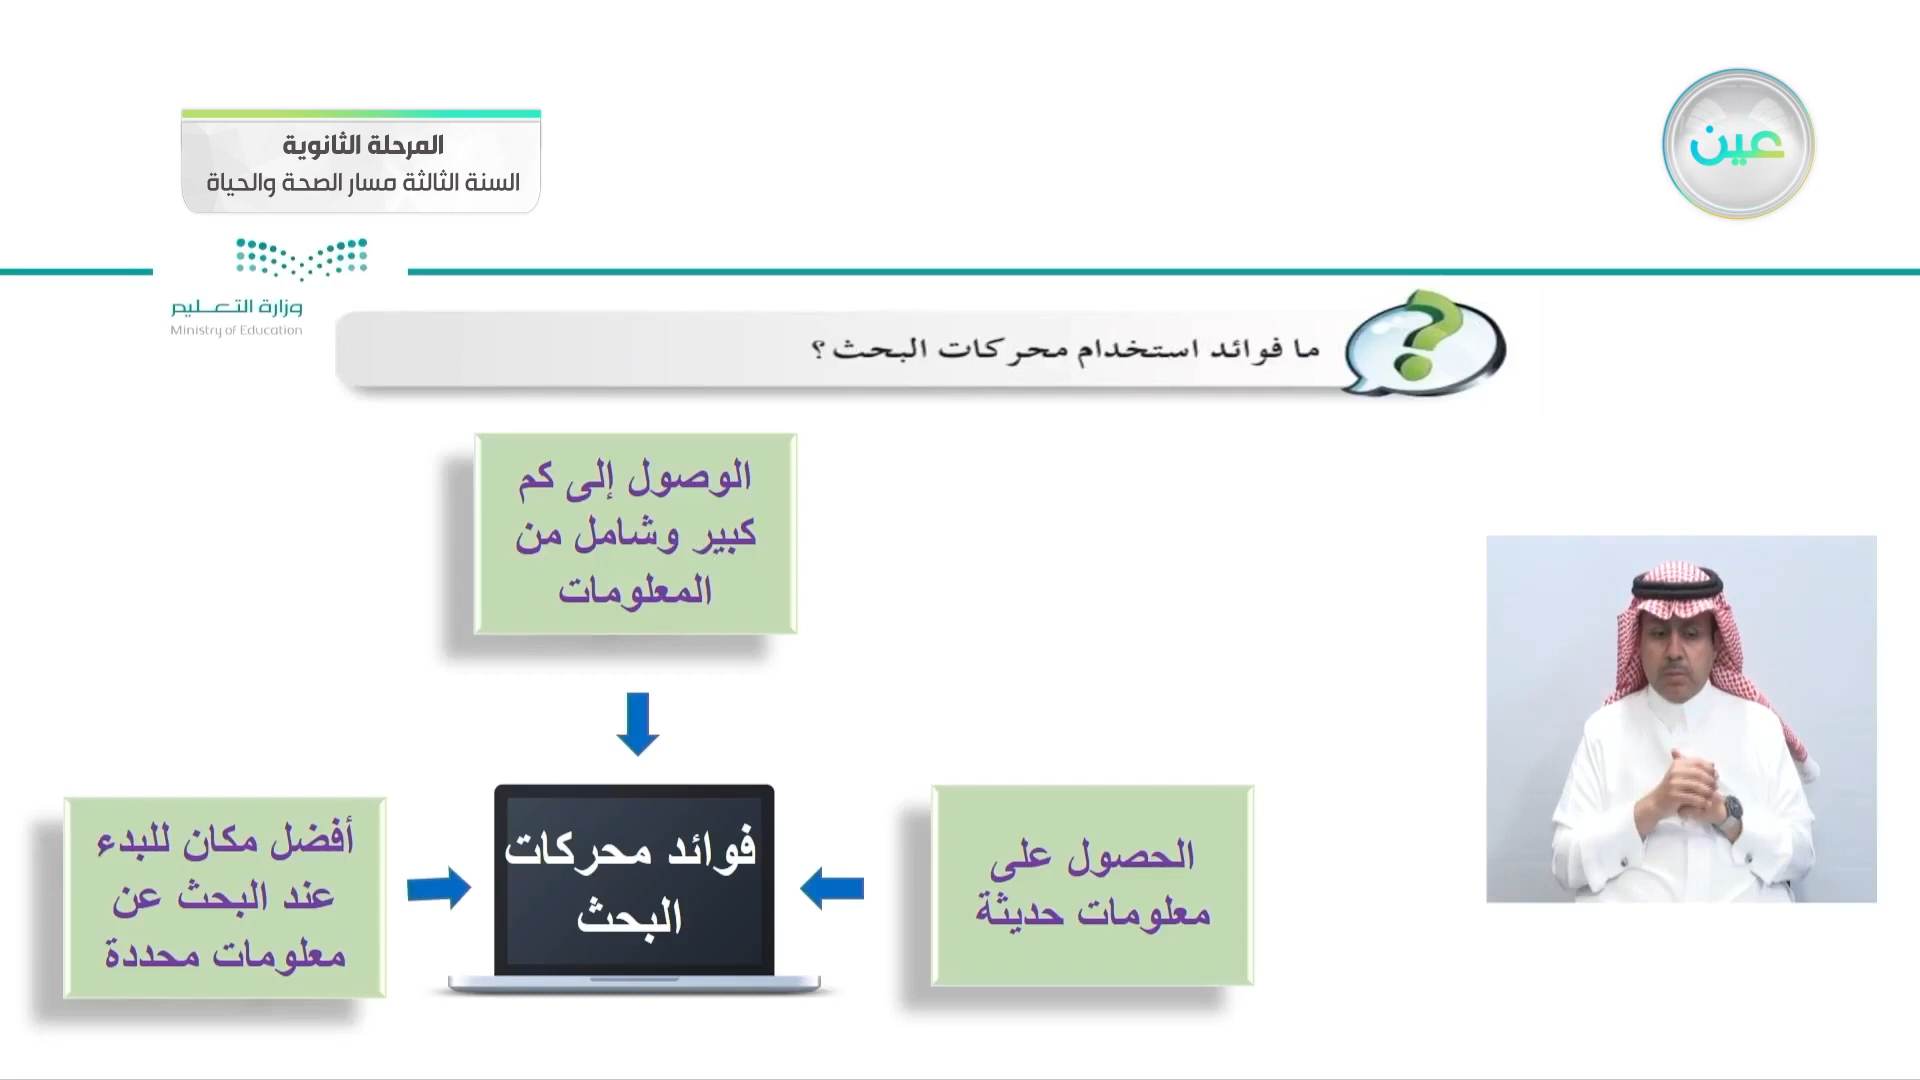 عين
المرحلة الثانوية
السنة الثالثة مسار الصحة والحياة
وزارة التعـــليم
Ministry of Education
ما فوائد استخدام محركات البحث؟
الوصول إلى كم
كبير وشامل من
المعلومات
الحصول على
معلومات حديثة
فوائد محركات
البحث
أفضل مكان للبدء
عند البحث عن
معلومات محددة